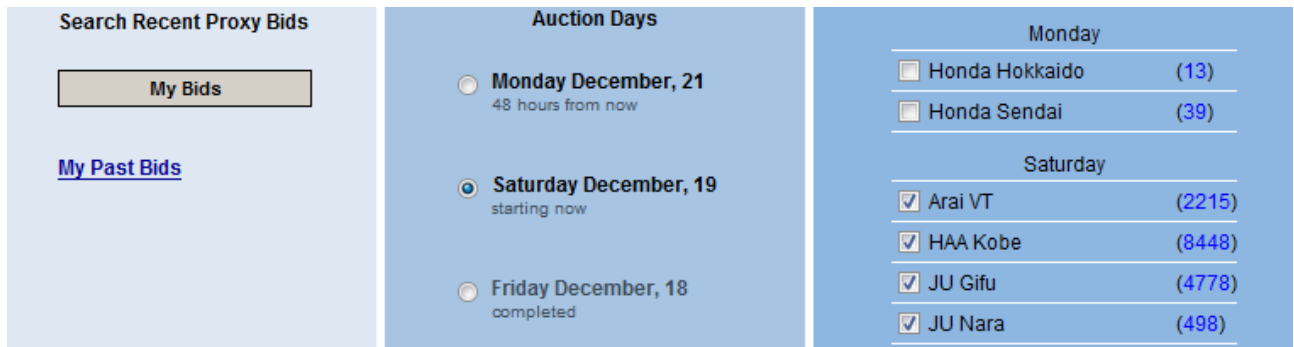 Search Recent Proxy Bids
My Bids
My Past Bids
Auction Days
Monday December, 21
48 hours from now
Saturday December, 19
starting now
Friday December, 18
completed
Monday
Honda Hokkaido (13)
Honda Sendai (39)
Saturday
Arai VT (2215)
HAA Kobe (8448)
JU Gifu (4778)
JU Nara (498)